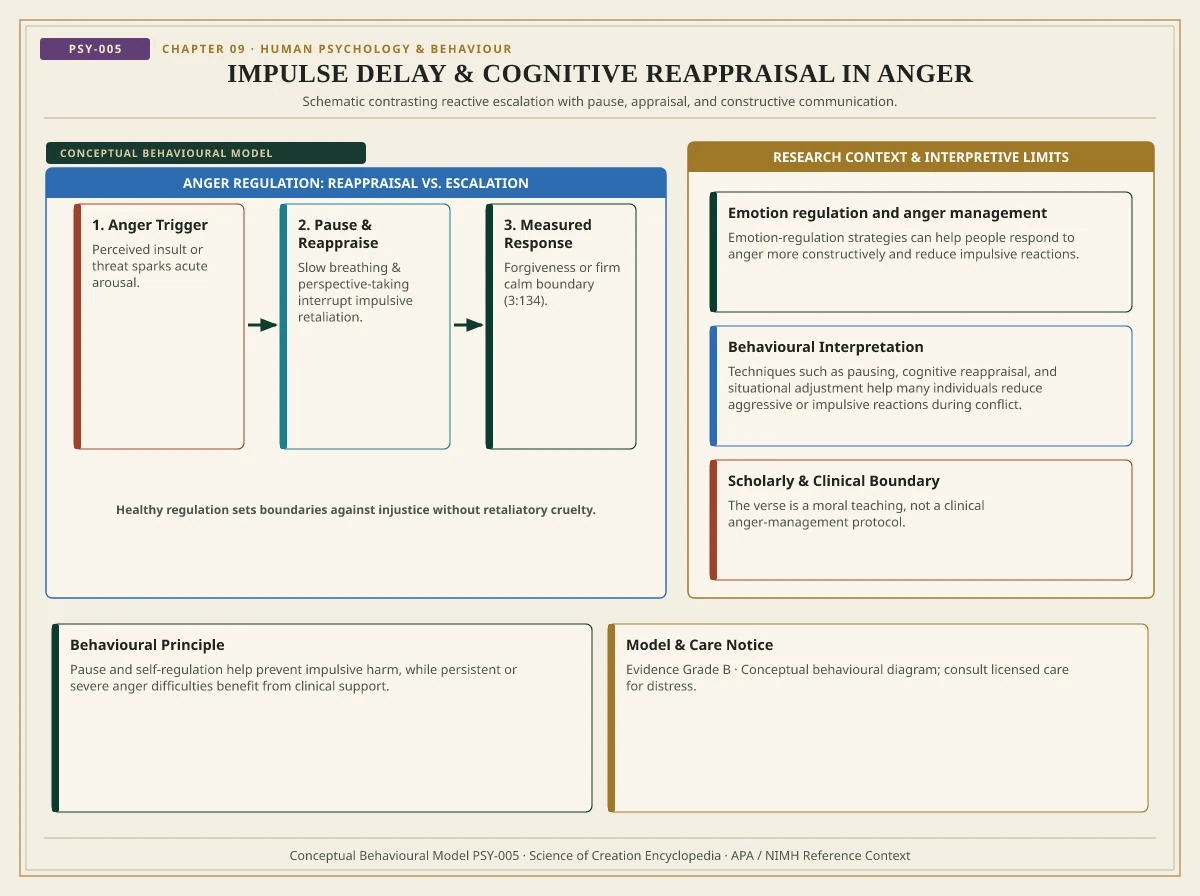 PSY-005
CHAPTER 09 · HUMAN PSYCHOLOGY & BEHAVIOUR
IMPULSE DELAY & COGNITIVE REAPPRAISAL IN ANGER
Schematic contrasting reactive escalation with pause, appraisal, and constructive communication.
CONCEPTUAL BEHAVIOURAL MODEL
ANGER REGULATION: REAPPRAISAL VS. ESCALATION
1. Anger Trigger
Perceived insult or
threat sparks acute
arousal.
2. Pause &
Reappraise
Slow breathing &
perspective-taking
interrupt impulsive
retaliation.
3. Measured
Response
Forgiveness or firm
calm boundary
(3:134).
Healthy regulation sets boundaries against injustice without retaliatory cruelty.
RESEARCH CONTEXT & INTERPRETIVE LIMITS
Emotion regulation and anger management
Emotion-regulation strategies can help people respond to
anger more constructively and reduce impulsive reactions.
Behavioural Interpretation
Techniques such as pausing, cognitive reappraisal, and
situational adjustment help many individuals reduce
aggressive or impulsive reactions during conflict.
Scholarly & Clinical Boundary
The verse is a moral teaching, not a clinical
anger-management protocol.
Behavioural Principle
Pause and self-regulation help prevent impulsive harm, while persistent or
severe anger difficulties benefit from clinical support.
Model & Care Notice
Evidence Grade B · Conceptual behavioural diagram; consult licensed care
for distress.
Conceptual Behavioural Model PSY-005 · Science of Creation Encyclopedia · APA / NIMH Reference Context